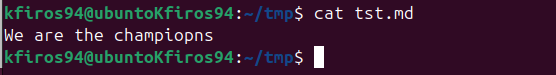 kfiros94@ubuntoKfiros94:~/tmp$ cat tst.md
We are the champiopns
kfiros94@ubuntoKfiros94:~/tmp$